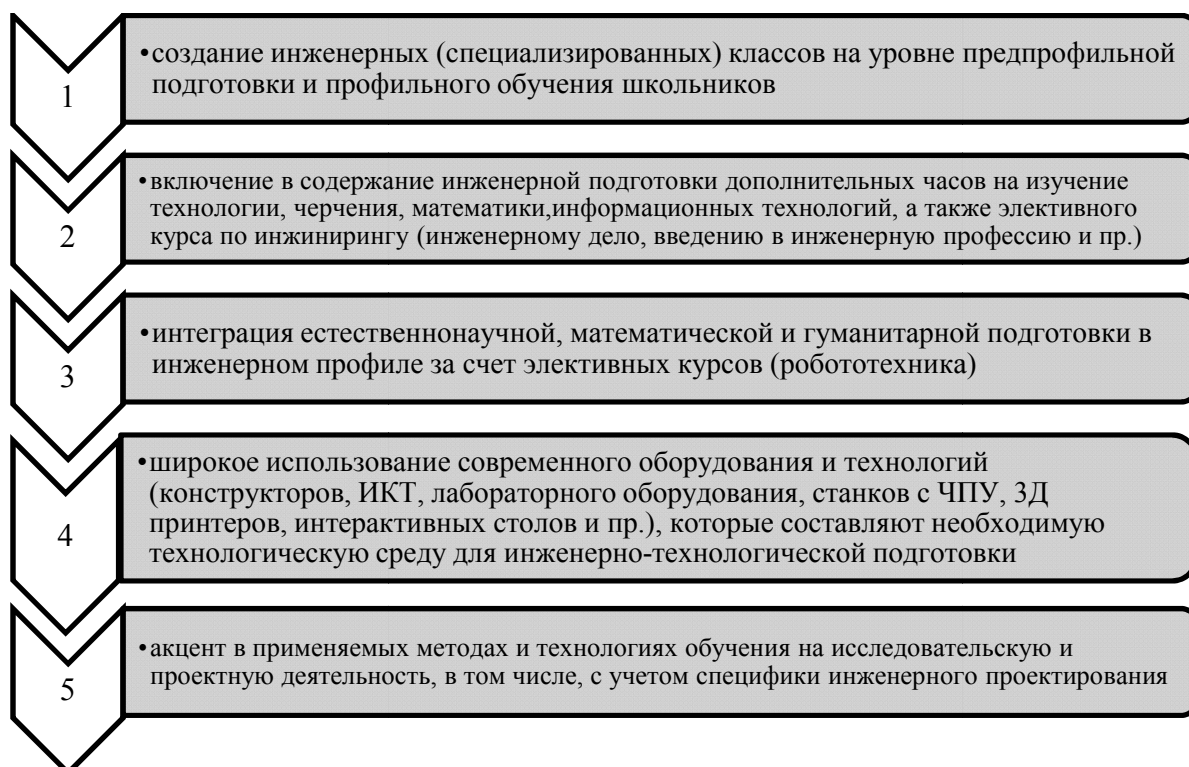 1
•создание инженерных (специализированных) классов на уровне предпрофильной
подготовки и профильного обучения школьников
2
•включение в содержание инженерной подготовки дополнительных часов на изучение
технологии, черчения, математики,информационных технологий, а также элективного
курса по инжинирингу (инженерному дело, введению в инженерную профессию и пр.)
3
•интеграция естественнонаучной, математической и гуманитарной подготовки в
инженерном профиле за счет элективных курсов (робототехника)
4
•широкое использование современного оборудования и технологий
(конструкторов, ИКТ, лабораторного оборудования, станков с ЧПУ, 3Д
принтеров, интерактивных столов и пр.), которые составляют необходимую
технологическую среду для инженерно-технологической подготовки
5
•акцент в применяемых методах и технологиях обучения на исследовательскую и
проектную деятельность, в том числе, с учетом специфики инженерного проектирования